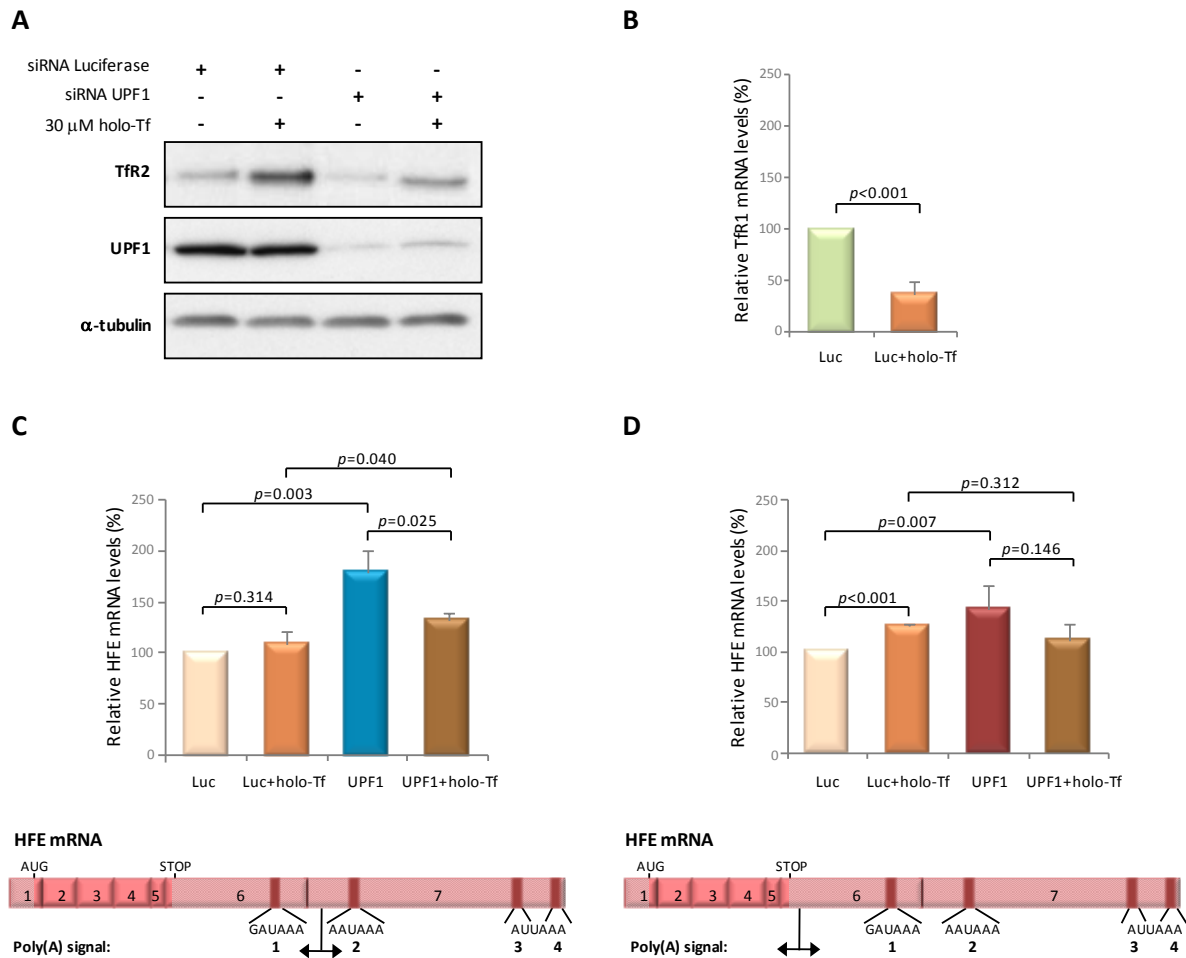 A
siRNA Luciferase + + - -
siRNA UPF1 - - + +
30 μM holo-Tf - + - +
TfR2
UPF1
α-tubulin
B
Relative TfR1 mRNA levels (%)
250
200
150
100
50
0
p<0.001
Luc Luc+holo-Tf
C
Relative HFE mRNA levels (%)
250
200
150
100
50
0
p=0.040
p=0.003
p=0.025
p=0.314
Luc Luc+holo-Tf UPF1 UPF1+holo-Tf
HFE mRNA
AUG STOP
1 2 3 4 5 6 7
GAUAAA AAUAAA AUUAAA
Poly(A) signal: 1 2 3 4
D
Relative HFE mRNA levels (%)
250
200
150
100
50
0
p=0.312
p=0.007
p=0.146
p<0.001
Luc Luc+holo-Tf UPF1 UPF1+holo-Tf
HFE mRNA
AUG STOP
1 2 3 4 5 6 7
GAUAAA AAUAAA AUUAAA
Poly(A) signal: 1 2 3 4